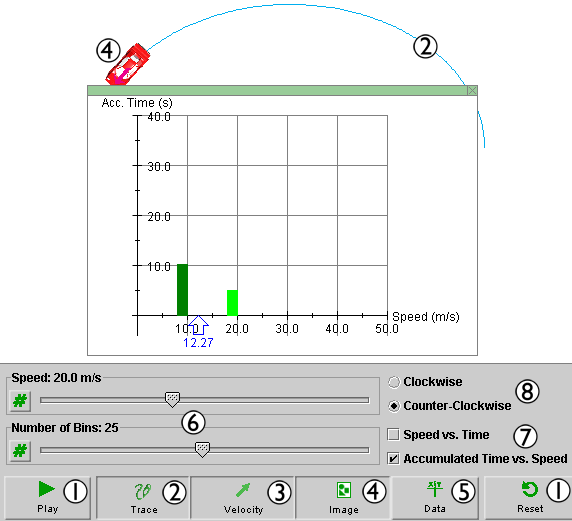 ④ ②
Acc. Time (s)
40.0
30.0
20.0
10.0
Speed (m/s)
10.0 20.0 30.0 40.0 50.0
12.27
Speed: 20.0 m/s
#
Clockwise
⑧
Counter-Clockwise
⑥
Number of Bins: 25
#
Speed vs. Time
⑦
Accumulated Time vs. Speed
① ② ③ ④ ⑤ ①
Play Trace Velocity Image Data Reset